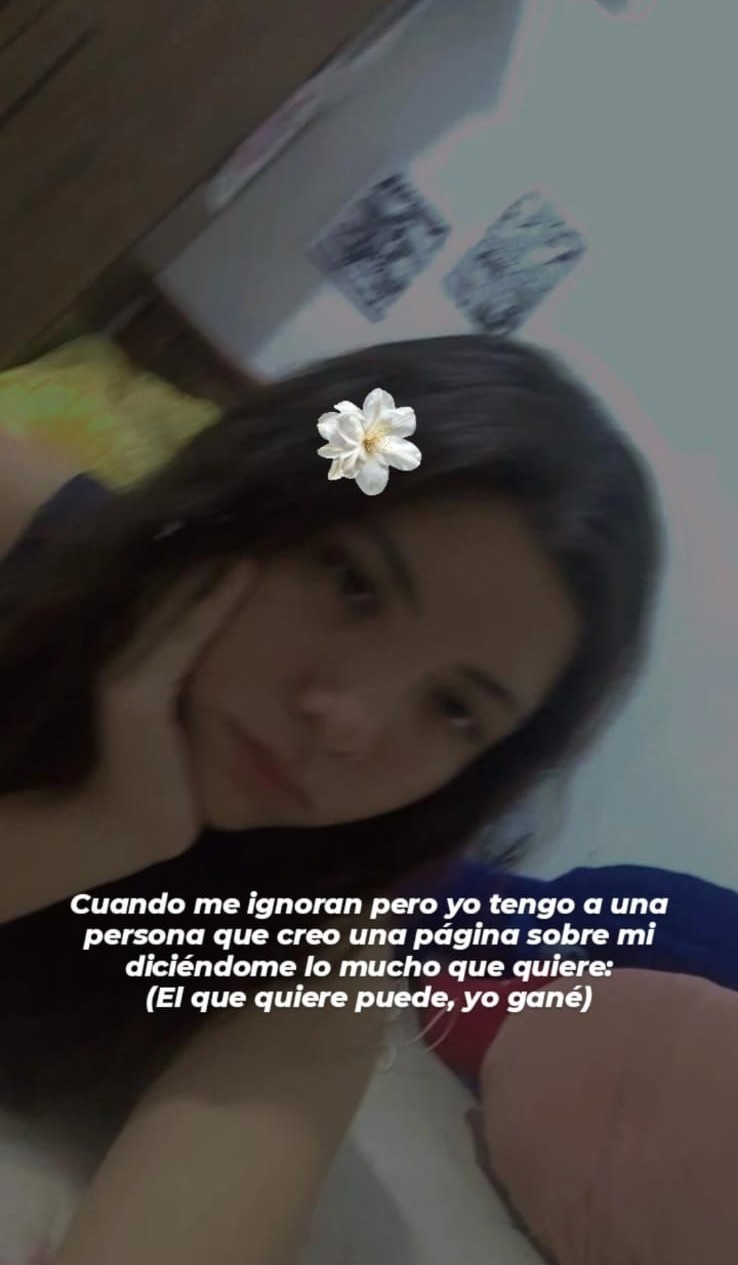 Cuando me ignoran pero yo tengo a una
persona que creo una página sobre mi
diciéndome lo mucho que quiere:
(El que quiere puede, yo gané)